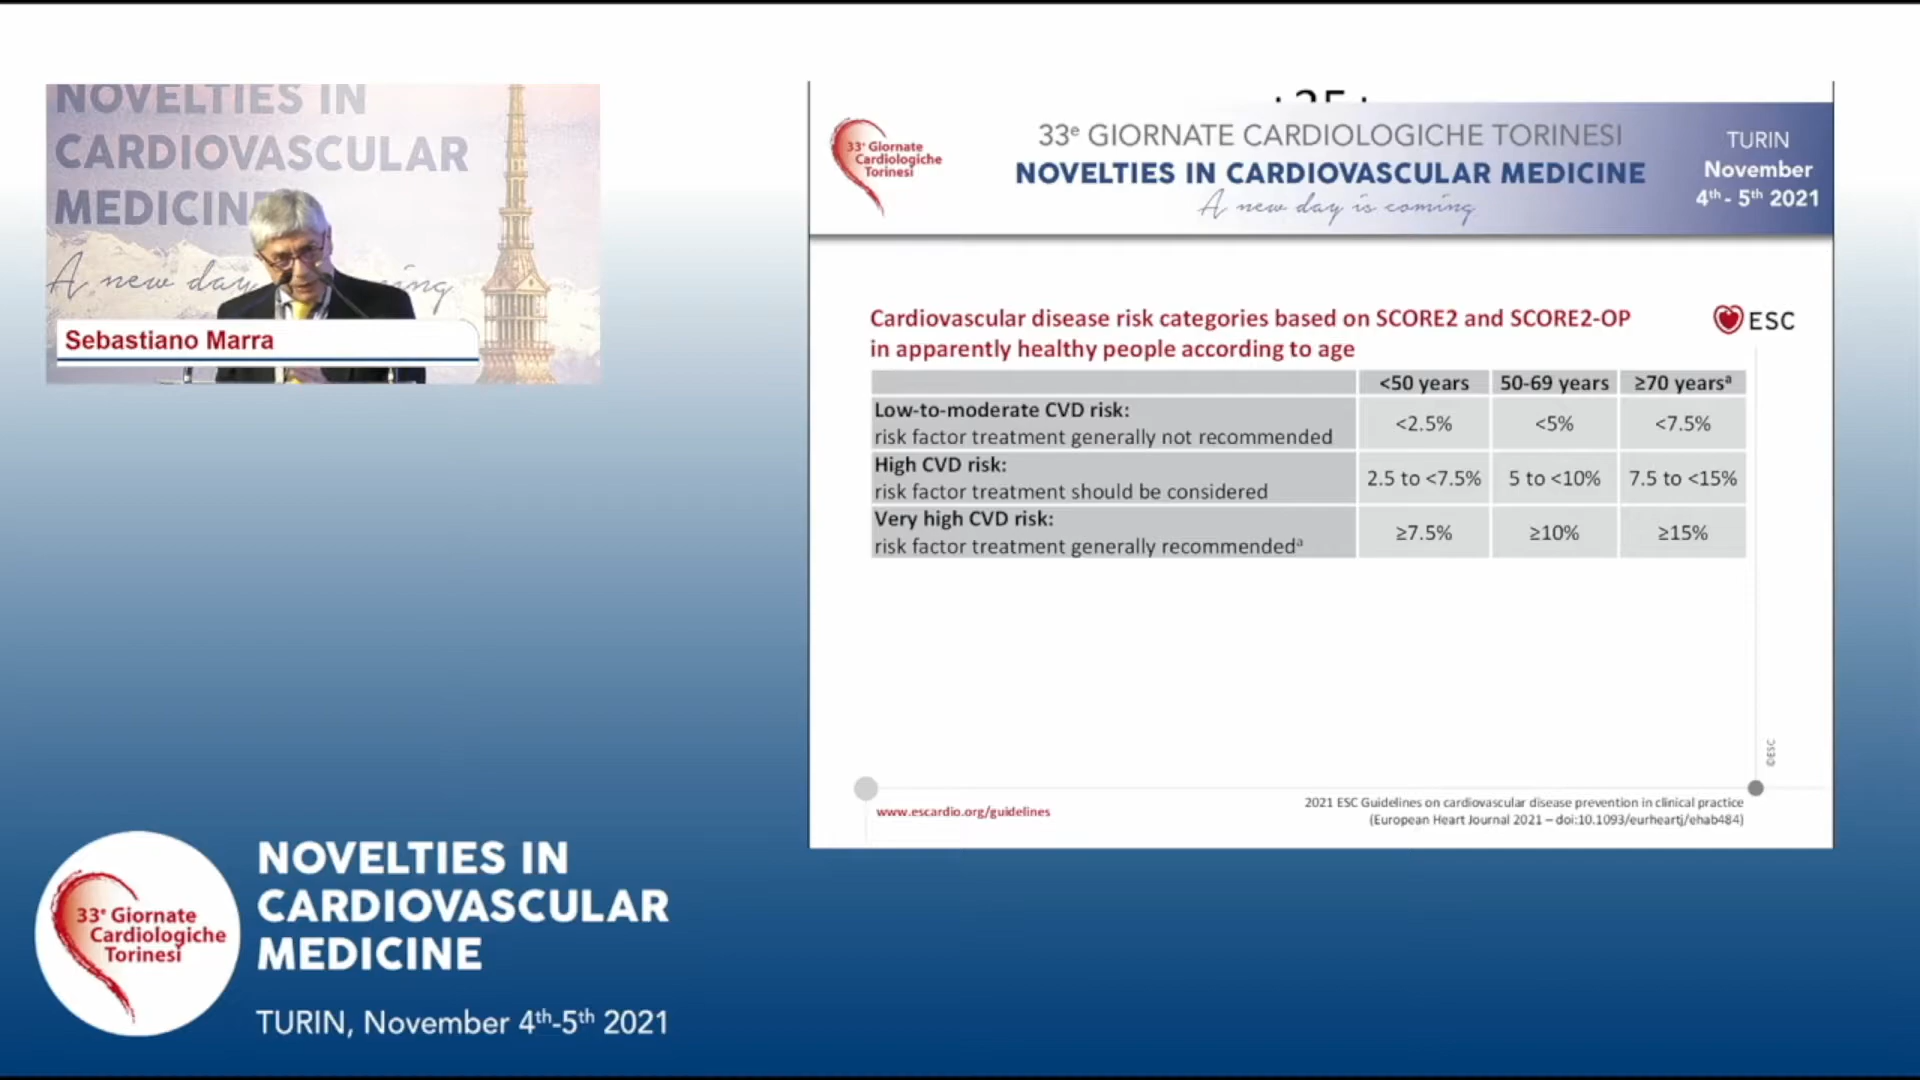 NOVELTIES IN
CARDIOVASCULAR
MEDICINE
A new day is coming
Sebastiano Marra
33e Giornate
Cardiologiche
Torinesi
33e GIORNATE CARDIOLOGICHE TORINESI
NOVELTIES IN CARDIOVASCULAR MEDICINE
A new day is coming
TURIN
November
4th - 5th 2021
Cardiovascular disease risk categories based on SCORE2 and SCORE2-OP
in apparently healthy people according to age
ESC
<50 years 50-69 years ≥70 yearsa
Low-to-moderate CVD risk:
risk factor treatment generally not recommended <2.5% <5% <7.5%
High CVD risk:
risk factor treatment should be considered 2.5 to <7.5% 5 to <10% 7.5 to <15%
Very high CVD risk:
risk factor treatment generally recommendeda ≥7.5% ≥10% ≥15%
©ESC
www.escardio.org/guidelines
2021 ESC Guidelines on cardiovascular disease prevention in clinical practice
(European Heart Journal 2021 – doi:10.1093/eurheartj/ehab484)
33e Giornate
Cardiologiche
Torinesi
NOVELTIES IN
CARDIOVASCULAR
MEDICINE
TURIN, November 4th-5th 2021